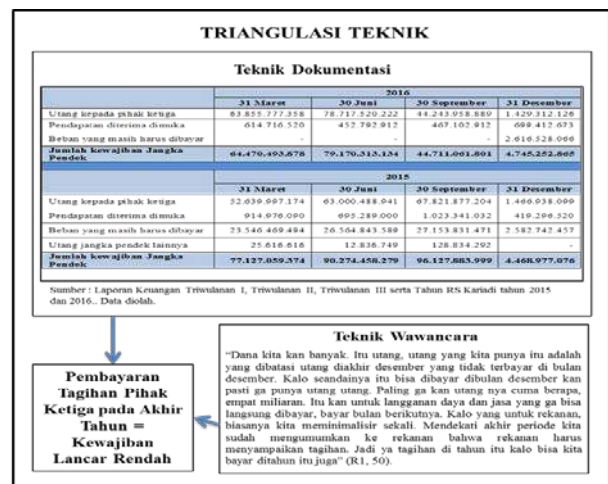 TRIANGULASI TEKNIK
Teknik Dokumentasi
2016
31 Maret 30 Juni 30 September 31 Desember
Utang kepada pihak ketiga 63.855.777.358 78.717.520.222 44.243.958.889 1.429.312.126
Pendapatan diterima dimuka 614.716.520 452.792.912 467.102.912 699.412.673
Beban yang masih harus dibayar - - - 2.616.528.066
Jumlah kewajiban Jangka 64.470.493.878 79.170.313.134 44.711.061.801 4.745.252.865
Pendek
2015
31 Maret 30 Juni 30 September 31 Desember
Utang kepada pihak ketiga 52.639.997.174 63.000.488.941 67.821.877.204 1.466.938.099
Pendapatan diterima dimuka 914.976.090 695.289.000 1.023.341.032 419.296.520
Beban yang masih harus dibayar 23.546.469.494 26.564.843.589 27.153.831.471 2.582.742.457
Utang jangka pendek lainnya 25.616.616 12.836.749 128.834.292 -
Jumlah kewajiban Jangka 77.127.059.374 90.274.458.279 96.127.883.999 4.468.977.076
Pendek
Sumber : Laporan Keuangan Triwulanan I, Triwulanan II, Triwulanan III serta Tahun RS Kariadi tahun 2015
dan 2016.. Data diolah.
Pembayaran
Tagihan Pihak
Ketiga pada Akhir
Tahun =
Kewajiban
Lancar Rendah
Teknik Wawancara
“Dana kita kan banyak. Itu utang, utang yang kita punya itu adalah
yang dibatasi utang diakhir desember yang tidak terbayar di bulan
desember. Kalo seandainya itu bisa dibayar dibulan desember kan
pasti ga punya utang utang. Paling ga kan utang nya cuma berapa,
empat miliaran. Itu kan untuk langganan daya dan jasa yang ga bisa
langsung dibayar, bayar bulan berikutnya. Kalo yang untuk rekanan,
biasanya kita meminimalisir sekali. Mendekati akhir periode kita
sudah mengumumkan ke rekanan bahwa rekanan harus
menyampaikan tagihan. Jadi ya tagihan di tahun itu kalo bisa kita
bayar ditahun itu juga” (R1, 50).